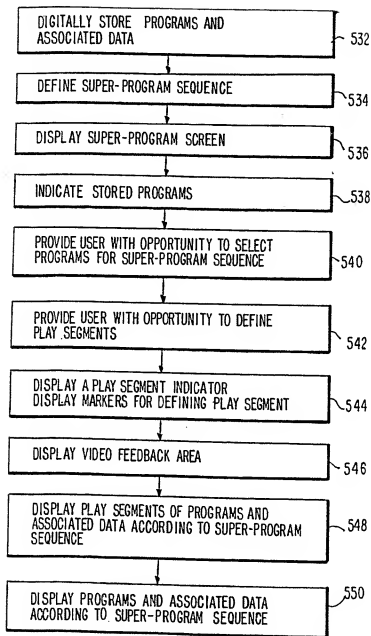 DIGITALLY STORE PROGRAMS AND
ASSOCIATED DATA
532
DEFINE SUPER-PROGRAM SEQUENCE
534
DISPLAY SUPER-PROGRAM SCREEN
536
INDICATE STORED PROGRAMS
538
PROVIDE USER WITH OPPORTUNITY TO SELECT
PROGRAMS FOR SUPER-PROGRAM SEQUENCE
540
PROVIDE USER WITH OPPORTUNITY TO DEFINE
PLAY SEGMENTS
542
DISPLAY A PLAY SEGMENT INDICATOR
DISPLAY MARKERS FOR DEFINING PLAY SEGMENT
544
DISPLAY VIDEO FEEDBACK AREA
546
DISPLAY PLAY SEGMENTS OF PROGRAMS AND
ASSOCIATED DATA ACCORDING TO SUPER-PROGRAM
SEQUENCE
548
DISPLAY PROGRAMS AND ASSOCIATED DATA
ACCORDING TO SUPER-PROGRAM SEQUENCE
550